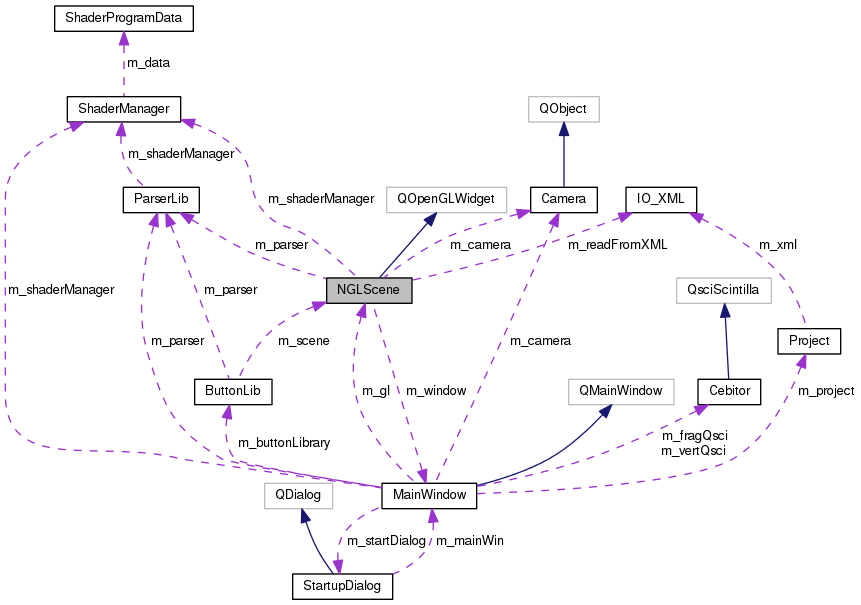 ShaderProgramData
m_data
ShaderManager
QObject
m_shaderManager
ParserLib
m_shaderManager
QOpenGLWidget
Camera
IO_XML
m_parser
m_camera
m_readFromXML
m_xml
m_shaderManager
m_parser
NGLScene
QsciScintilla
m_parser
m_scene
m_camera
Project
ButtonLib
m_gl
m_window
QMainWindow
Cebitor
m_project
m_buttonLibrary
m_fragQsci
m_vertQsci
QDialog
MainWindow
m_startDialog
m_mainWin
StartupDialog